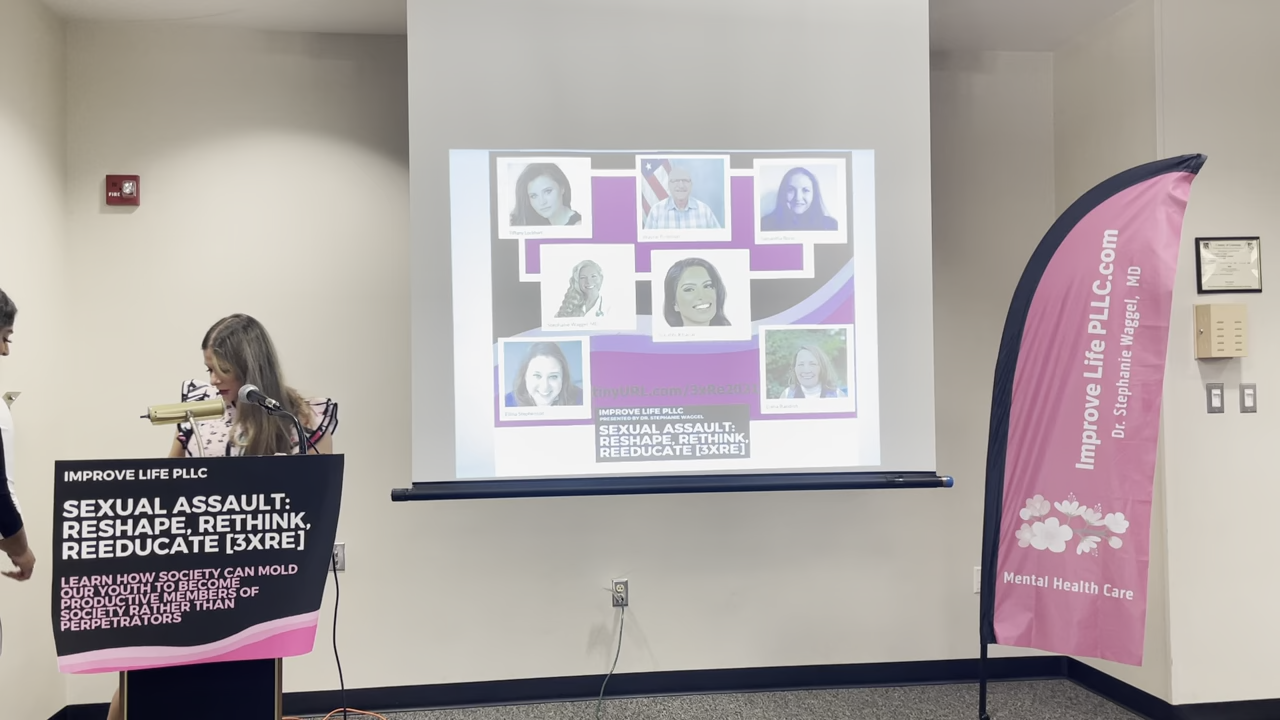 FIRE
IMPROVE LIFE PLLC
SEXUAL ASSAULT:
RESHAPE, RETHINK,
REEDUCATE [3XRE]
LEARN HOW SOCIETY CAN MOLD
OUR YOUTH TO BECOME
PRODUCTIVE MEMBERS OF
SOCIETY RATHER THAN
PERPETRATORS
IMPROVE LIFE PLLC
PRESENTED BY DR. STEPHANIE WAGGEL
SEXUAL ASSAULT:
RESHAPE, RETHINK,
REEDUCATE [3XRE]
Improve Life PLLC.com
Dr. Stephanie Waggel, MD
Mental Health Care